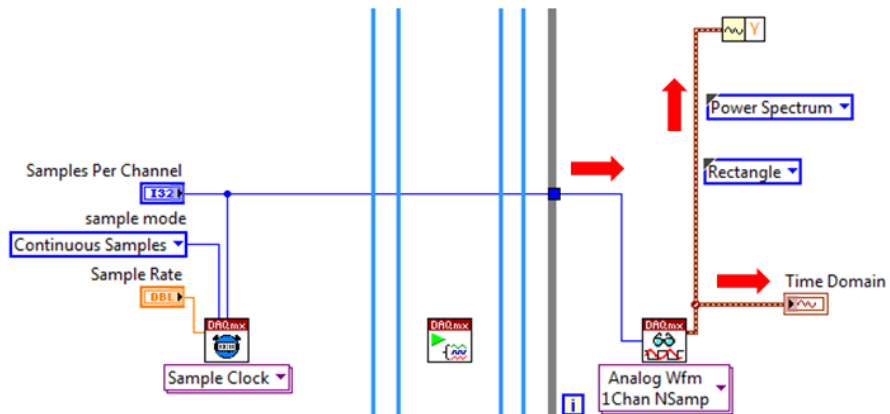 Y
Power Spectrum
Samples Per Channel
I32
Rectangle
sample mode
Continuous Samples
Sample Rate
DBL
Time Domain
DAQmx
DAQmx
DAQmx
Sample Clock
Analog Wfm
1Chan NSamp
i